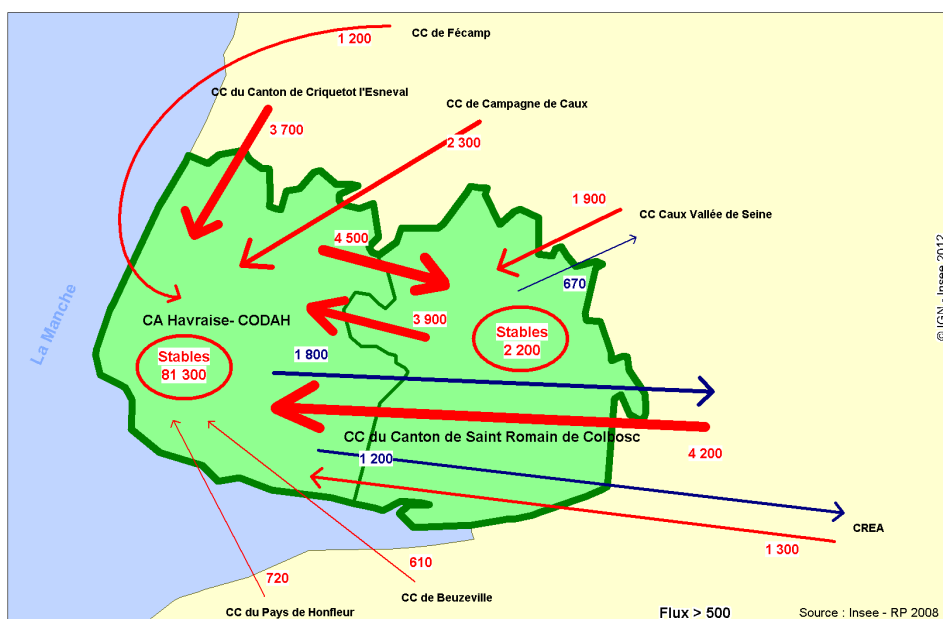 CC de Fécamp
1 200
CC du Canton de Criquetot l'Esneval
3 700
CC de Campagne de Caux
2 300
1 900
CC Caux Vallée de Seine
4 500
670
La Manche
© IGN - Insee 2012
CA Havraise- CODAH
3 900
Stables
2 200
Stables
81 300
1 800
CC du Canton de Saint Romain de Colbosc
4 200
1 200
CREA
1 300
720
610
CC de Beuzeville
CC du Pays de Honfleur
Flux > 500
Source : Insee - RP 2008